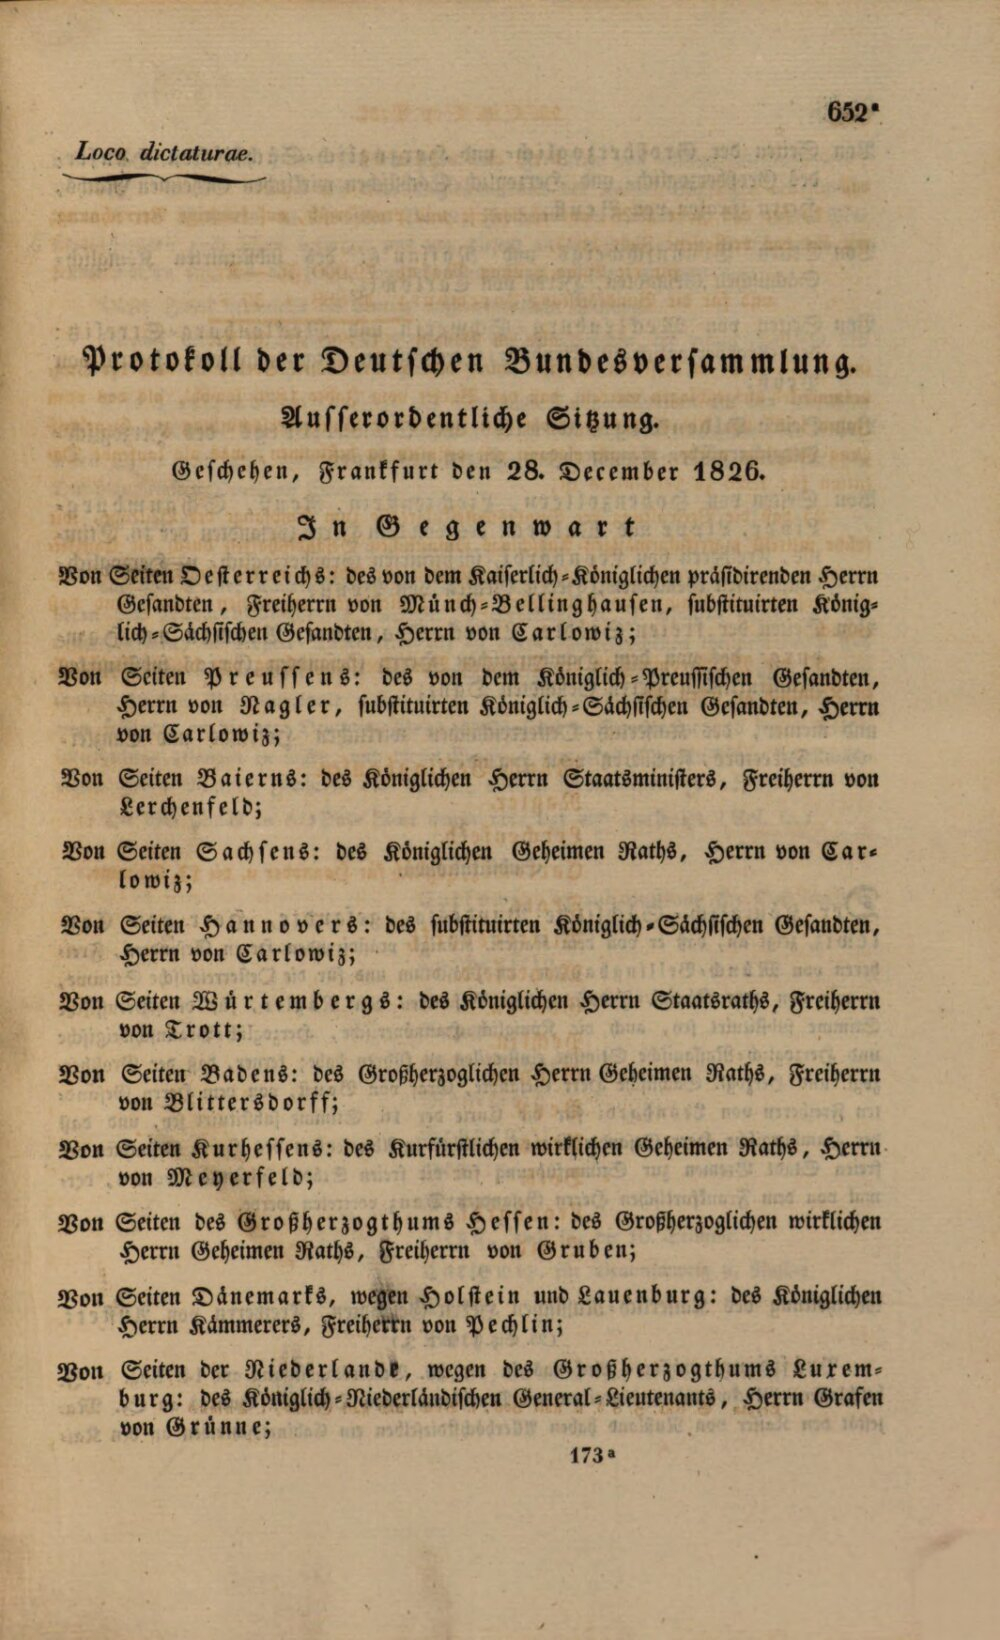 652ᵃ
Loco dictaturae.
Protokoll der Deutschen Bundesversammlung.
Ausserordentliche Sitzung.
Geschehen, Frankfurt den 28. December 1826.
In Gegenwart
Von Seiten Oesterreichs: des von dem Kaiserlich-Königlichen präsidirenden Herrn
Gesandten, Freiherrn von Münch-Bellinghausen, substituirten König-
lich-Sächsischen Gesandten, Herrn von Carlowiz;
Von Seiten Preussens: des von dem Königlich-Preussischen Gesandten,
Herrn von Nagler, substituirten Königlich-Sächsischen Gesandten, Herrn
von Carlowiz;
Von Seiten Baierns: des Königlichen Herrn Staatsministers, Freiherrn von
Lerchenfeld;
Von Seiten Sachsens: des Königlichen Geheimen Raths, Herrn von Car-
lowiz;
Von Seiten Hannovers: des substituirten Königlich-Sächsischen Gesandten,
Herrn von Carlowiz;
Von Seiten Würtembergs: des Königlichen Herrn Staatsraths, Freiherrn
von Trott;
Von Seiten Badens: des Großherzoglichen Herrn Geheimen Raths, Freiherrn
von Blittersdorff;
Von Seiten Kurhessens: des Kurfürstlichen wirklichen Geheimen Raths, Herrn
von Meyerfeld;
Von Seiten des Großherzogthums Hessen: des Großherzoglichen wirklichen
Herrn Geheimen Raths, Freiherrn von Gruben;
Von Seiten Dänemarks, wegen Holstein und Lauenburg: des Königlichen
Herrn Kämmerers, Freiherrn von Pechlin;
Von Seiten der Niederlande, wegen des Großherzogthums Luxem-
burg: des Königlich-Niederländischen General-Lieutenants, Herrn Grafen
von Grünne;
173ᵃ